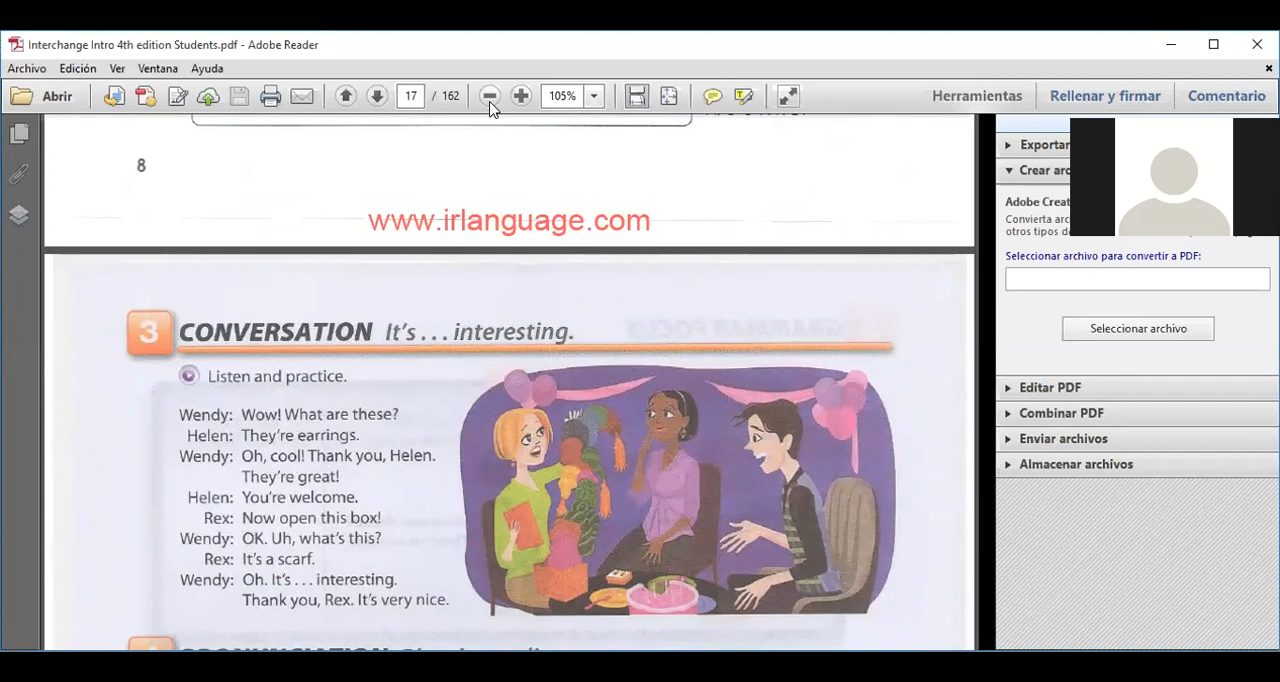 Interchange Intro 4th edition Students.pdf - Adobe Reader
Archivo Edición Ver Ventana Ayuda
Abrir 17 / 162 105% Herramientas Rellenar y firmar Comentario
8
www.irlanguage.com
3 CONVERSATION It's . . . interesting.
Listen and practice.
Wendy: Wow! What are these?
Helen: They're earrings.
Wendy: Oh, cool! Thank you, Helen.
They're great!
Helen: You're welcome.
Rex: Now open this box!
Wendy: OK. Uh, what's this?
Rex: It's a scarf.
Wendy: Oh. It's . . . interesting.
Thank you, Rex. It's very nice.
Exportar
Crear arc
Adobe Creat
Convierta arc
otros tipos de
Seleccionar archivo para convertir a PDF:
Seleccionar archivo
Editar PDF
Combinar PDF
Enviar archivos
Almacenar archivos